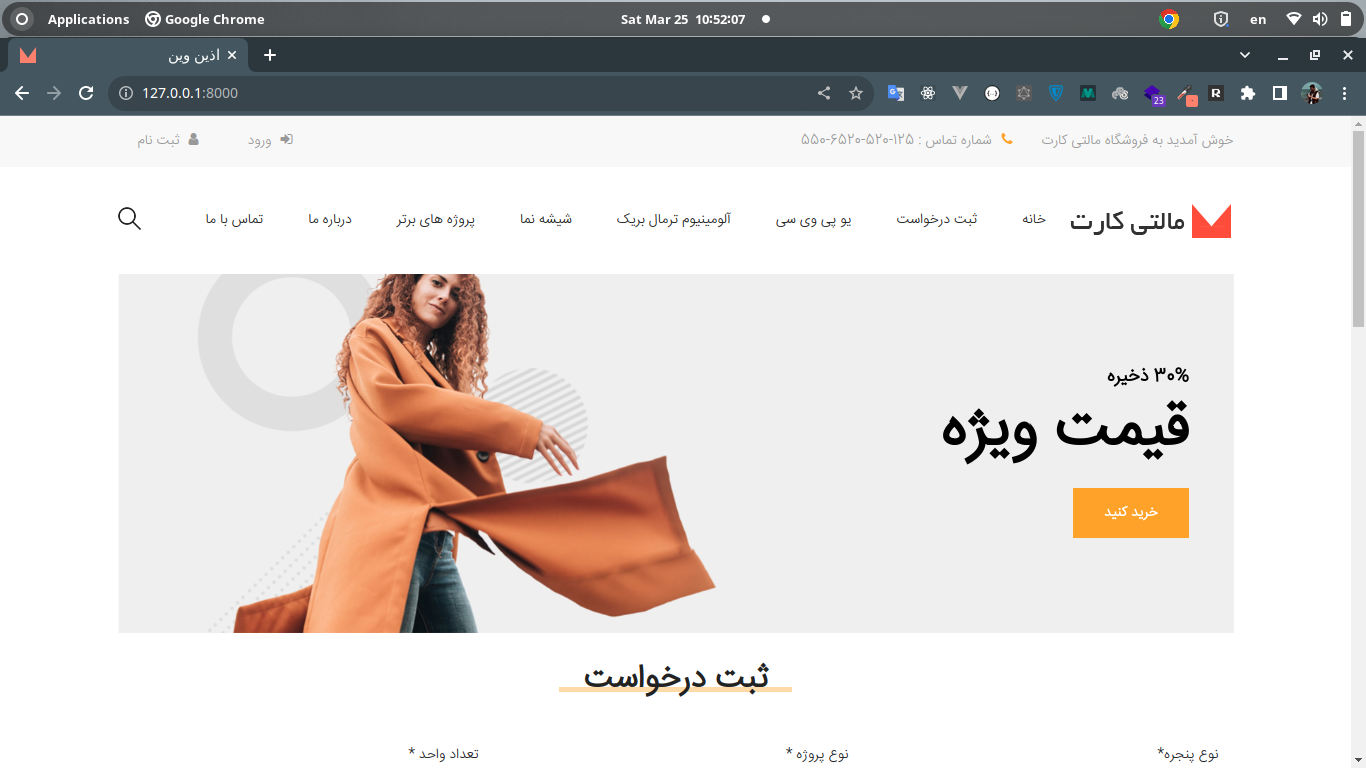 Applications Google Chrome Sat Mar 25 10:52:07 en
آذین وین
127.0.0.1:8000
23
R
خوش آمدید به فروشگاه مالتی کارت شماره تماس : ۱۲۵-۵۲۰-۶۵۲۰-۵۵۰ ورود ثبت نام
مالتی کارت خانه ثبت درخواست یو پی وی سی آلومینیوم ترمال بریک شیشه نما پروژه های برتر درباره ما تماس با ما
۳۰% ذخیره
قیمت ویژه
خرید کنید
ثبت درخواست
نوع پنجره* نوع پروژه * تعداد واحد *